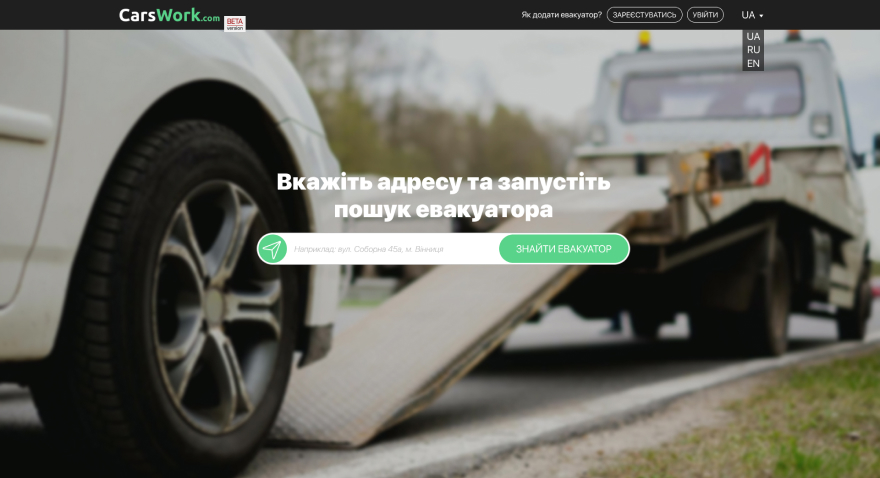 CarsWork.com
BETA
version
Як додати евакуатор?
ЗАРЕЄСТУВАТИСЬ
УВІЙТИ
UA
UA
RU
EN
Вкажіть адресу та запустіть
пошук евакуатора
Наприклад: вул. Соборна 45а, м. Вінниця
ЗНАЙТИ ЕВАКУАТОР